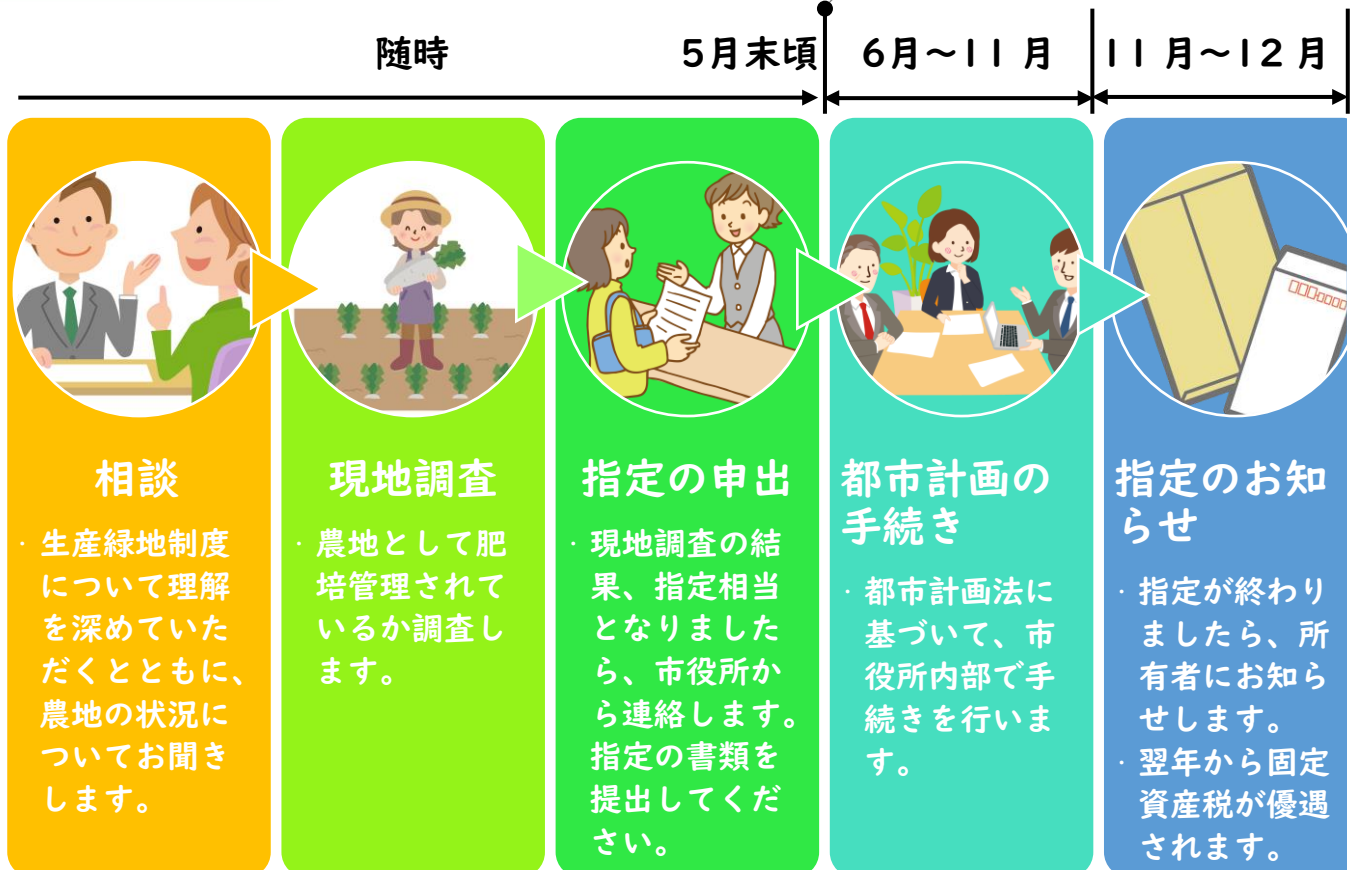 随時
5月末頃
6月～11月
11月～12月
相談
・生産緑地制度
について理解
を深めていた
だくとともに、
農地の状況に
ついてお聞き
します。
現地調査
・農地として肥
培管理されて
いるか調査し
ます。
指定の申出
・現地調査の結
果、指定相当
となりました
ら、市役所か
ら連絡します。
指定の書類を
提出してくだ
さい。
都市計画の
手続き
・都市計画法に
基づいて、市
役所内部で手
続きを行いま
す。
指定のお知
らせ
・指定が終わり
ましたら、所
有者にお知ら
せします。
・翌年から固定
資産税が優遇
されます。